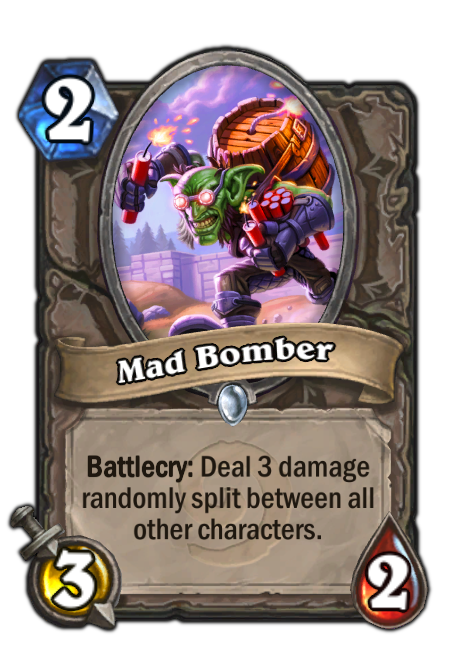 2
Mad Bomber
Battlecry: Deal 3 damage
randomly split between all
other characters.
3
2